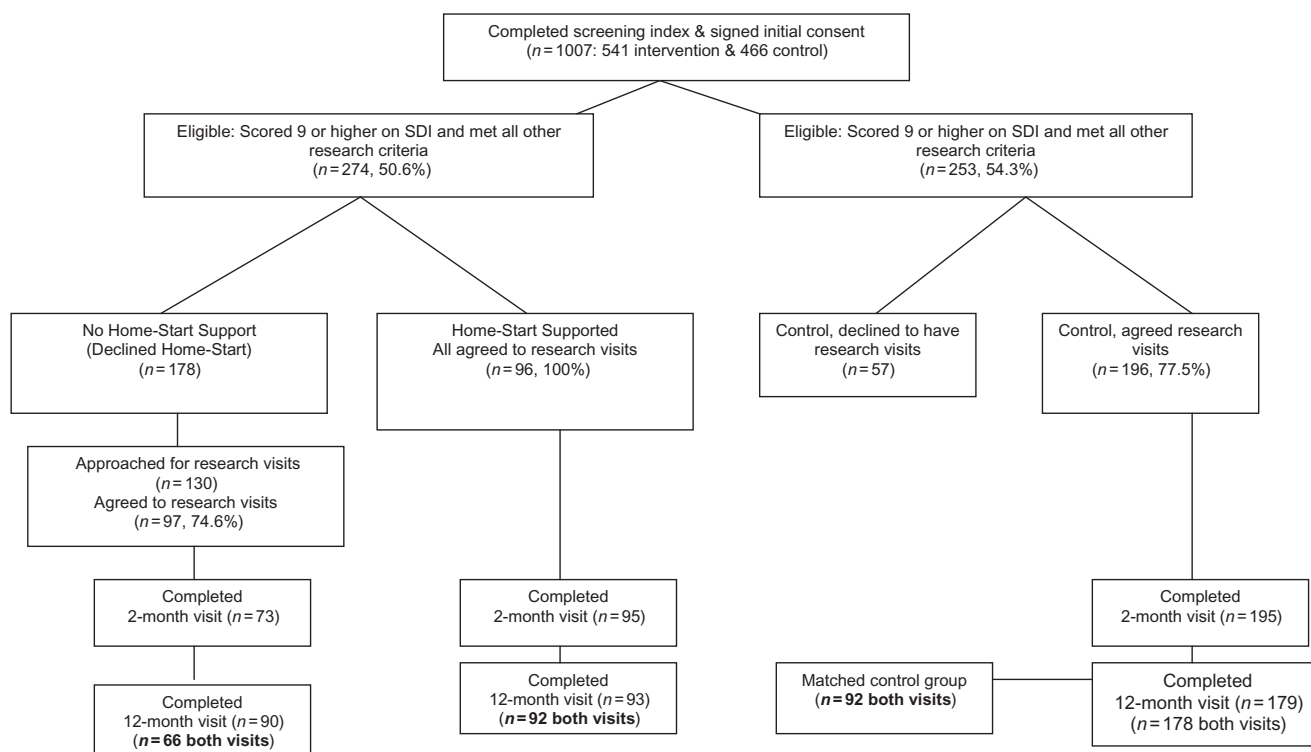 Completed screening index & signed initial consent
(n = 1007: 541 intervention & 466 control)
Eligible: Scored 9 or higher on SDI and met all other
research criteria
(n = 274, 50.6%)
Eligible: Scored 9 or higher on SDI and met all other
research criteria
(n = 253, 54.3%)
No Home-Start Support
(Declined Home-Start)
(n = 178)
Home-Start Supported
All agreed to research visits
(n = 96, 100%)
Control, declined to have
research visits
(n = 57)
Control, agreed research
visits
(n = 196, 77.5%)
Approached for research visits
(n = 130)
Agreed to research visits
(n = 97, 74.6%)
Completed
2-month visit (n = 73)
Completed
2-month visit (n = 95)
Completed
2-month visit (n = 195)
Completed
12-month visit (n = 90)
(n = 66 both visits)
Completed
12-month visit (n = 93)
(n = 92 both visits)
Matched control group
(n = 92 both visits)
Completed
12-month visit (n = 179)
(n = 178 both visits)